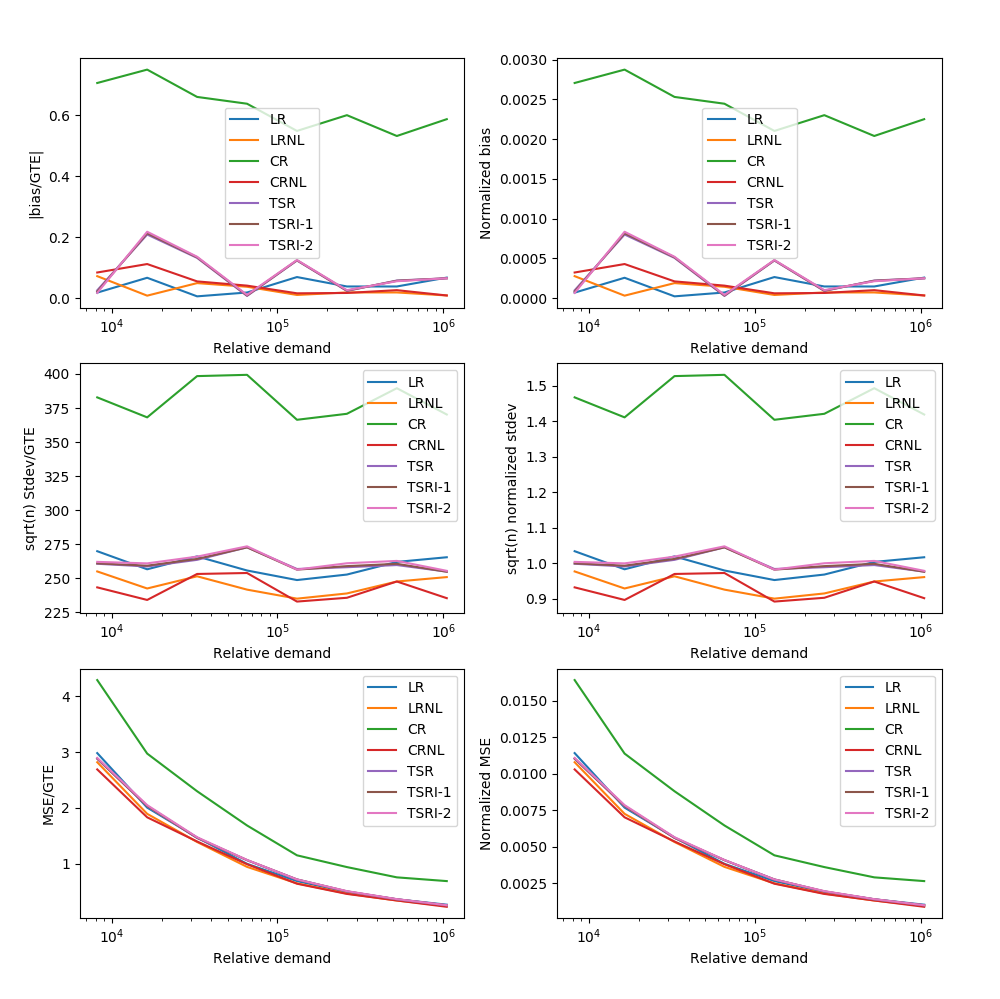 |bias/GTE|
0.6
0.4
0.2
0.0
LR
LRNL
CR
CRNL
TSR
TSRI-1
TSRI-2
10^4
10^5
10^6
Relative demand
Normalized bias
0.0030
0.0025
0.0020
0.0015
0.0010
0.0005
0.0000
LR
LRNL
CR
CRNL
TSR
TSRI-1
TSRI-2
10^4
10^5
10^6
Relative demand
sqrt(n) Stdev/GTE
400
375
350
325
300
275
250
225
LR
LRNL
CR
CRNL
TSR
TSRI-1
TSRI-2
10^4
10^5
10^6
Relative demand
sqrt(n) normalized stdev
1.5
1.4
1.3
1.2
1.1
1.0
0.9
LR
LRNL
CR
CRNL
TSR
TSRI-1
TSRI-2
10^4
10^5
10^6
Relative demand
MSE/GTE
4
3
2
1
LR
LRNL
CR
CRNL
TSR
TSRI-1
TSRI-2
10^4
10^5
10^6
Relative demand
Normalized MSE
0.0150
0.0125
0.0100
0.0075
0.0050
0.0025
LR
LRNL
CR
CRNL
TSR
TSRI-1
TSRI-2
10^4
10^5
10^6
Relative demand